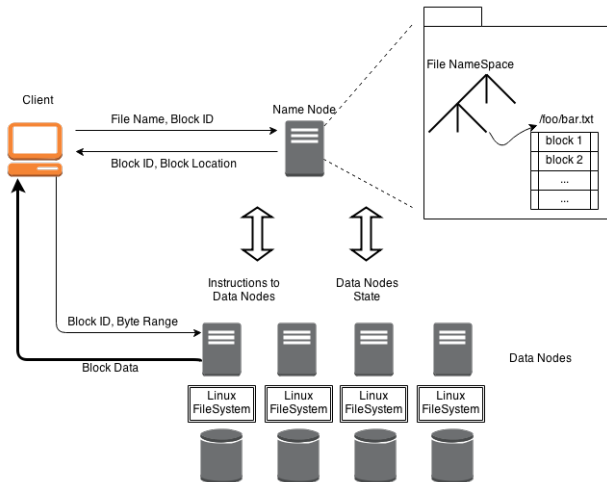 File NameSpace
Client
Name Node
/foo/bar.txt
File Name, Block ID
block 1
Block ID, Block Location
block 2
...
...
Instructions to
Data Nodes
Data Nodes
State
Block ID, Byte Range
Data Nodes
Block Data
Linux
FileSystem
Linux
FileSystem
Linux
FileSystem
Linux
FileSystem